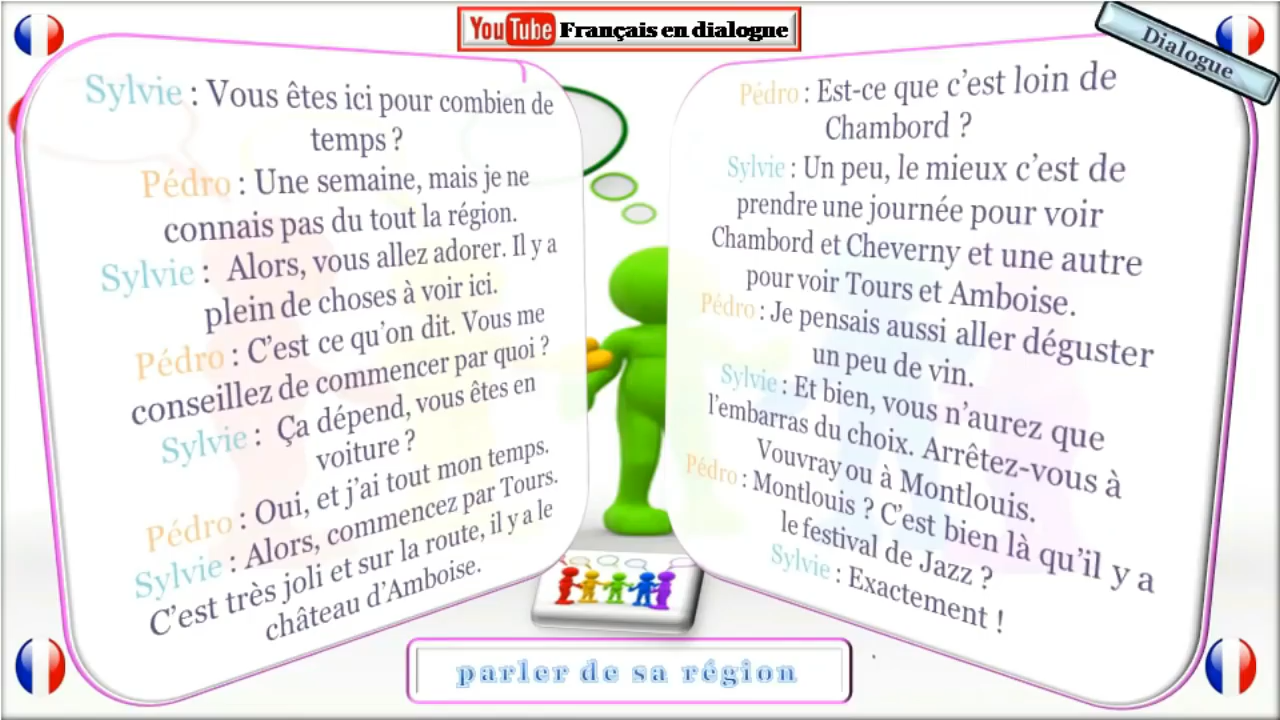 YouTube Français en dialogue
Dialogue
Sylvie : Vous êtes ici pour combien de
temps ?
Pédro : Une semaine, mais je ne
connais pas du tout la région.
Sylvie : Alors, vous allez adorer. Il y a
plein de choses à voir ici.
Pédro : C'est ce qu'on dit. Vous me
conseillez de commencer par quoi ?
Sylvie : Ça dépend, vous êtes en
voiture ?
Pédro : Oui, et j'ai tout mon temps.
Sylvie : Alors, commencez par Tours.
C'est très joli et sur la route, il y a le
château d'Amboise.
Pédro : Est-ce que c'est loin de
Chambord ?
Sylvie : Un peu, le mieux c'est de
prendre une journée pour voir
Chambord et Cheverny et une autre
pour voir Tours et Amboise.
Pédro : Je pensais aussi aller déguster
un peu de vin.
Sylvie : Et bien, vous n'aurez que
l'embarras du choix. Arrêtez-vous à
Vouvray ou à Montlouis.
Pédro : Montlouis ? C'est bien là qu'il y a
le festival de Jazz ?
Sylvie : Exactement !
parler de sa région